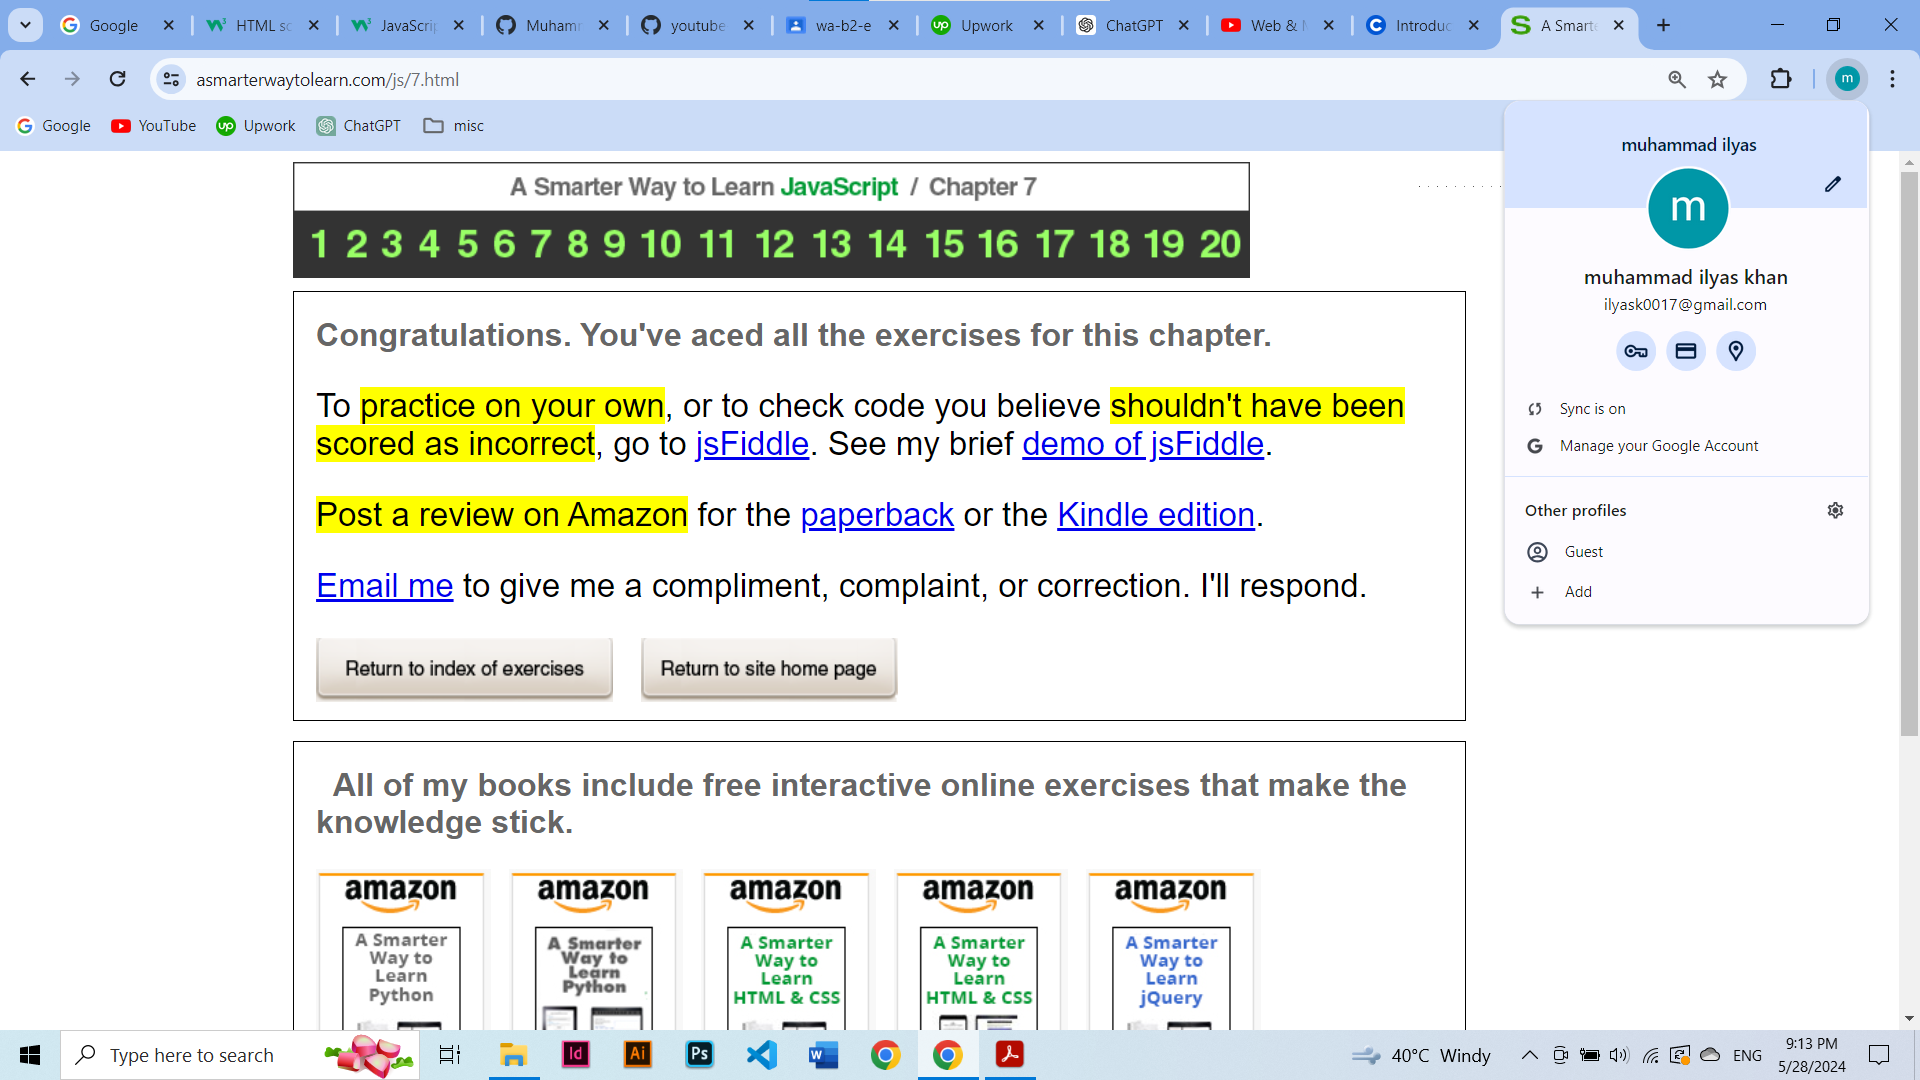 Google
HTML sc
JavaScrip
Muhamm
youtube
wa-b2-e
Upwork
ChatGPT
Web & M
Introduc
A Smarte
asmarterwaytolearn.com/js/7.html
m
Google
YouTube
Upwork
ChatGPT
misc
A Smarter Way to Learn JavaScript / Chapter 7
1 2 3 4 5 6 7 8 9 10 11 12 13 14 15 16 17 18 19 20
Congratulations. You've aced all the exercises for this chapter.
To practice on your own, or to check code you believe shouldn't have been
scored as incorrect, go to jsFiddle. See my brief demo of jsFiddle.
Post a review on Amazon for the paperback or the Kindle edition.
Email me to give me a compliment, complaint, or correction. I'll respond.
Return to index of exercises
Return to site home page
All of my books include free interactive online exercises that make the
knowledge stick.
amazon
A Smarter
Way to
Learn
Python
amazon
A Smarter
Way to
Learn
Python
amazon
A Smarter
Way to
Learn
HTML & CSS
amazon
A Smarter
Way to
Learn
HTML & CSS
amazon
A Smarter
Way to
Learn
jQuery
muhammad ilyas
m
muhammad ilyas khan
ilyask0017@gmail.com
Sync is on
Manage your Google Account
Other profiles
Guest
Add
Type here to search
Id
Ai
Ps
W
40°C Windy
ENG
9:13 PM
5/28/2024